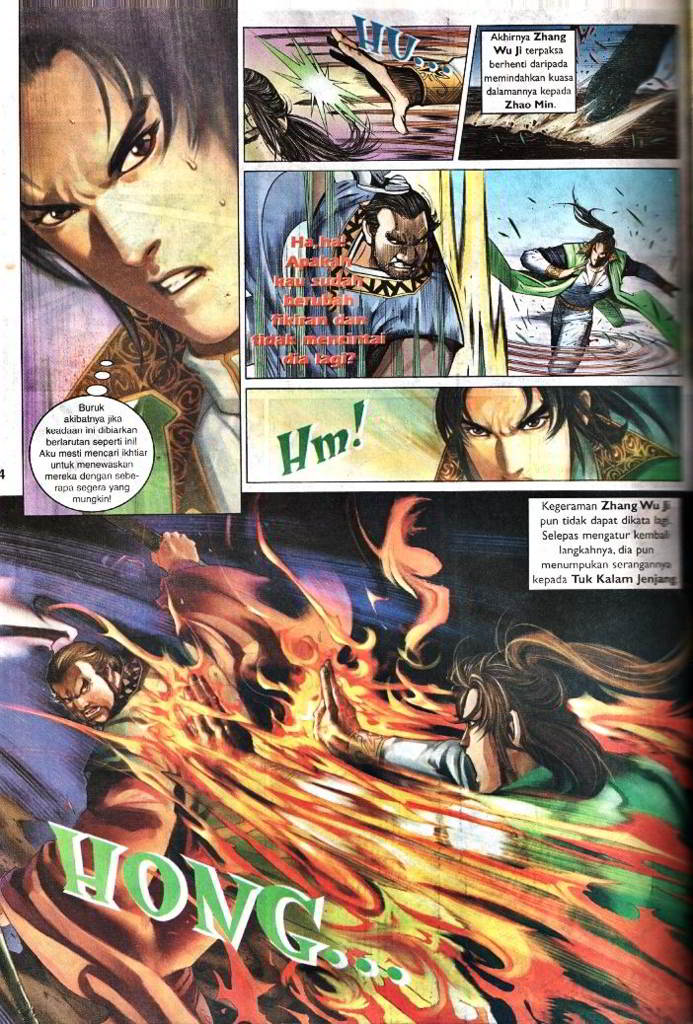 HU...
Akhirnya Zhang
Wu Ji terpaksa
berhenti daripada
memindahkan kuasa
dalamannya kepada
Zhao Min.
Ha ha!
Apakah
kau sudah
berubah
fikiran dan
tidak mencintai
dia lagi?
Buruk
akibatnya jika
keadaan ini dibiarkan
berlarutan seperti ini!
Aku mesti mencari ikhtiar
untuk menewaskan
mereka dengan sebe-
rapa segera yang
mungkin!
Hm!
4
Kegeraman Zhang Wu Ji
pun tidak dapat dikata lagi.
Selepas mengatur kembali
langkahnya, dia pun
menumpukan serangannya
kepada Tuk Kalam Jenjang.
HONG...